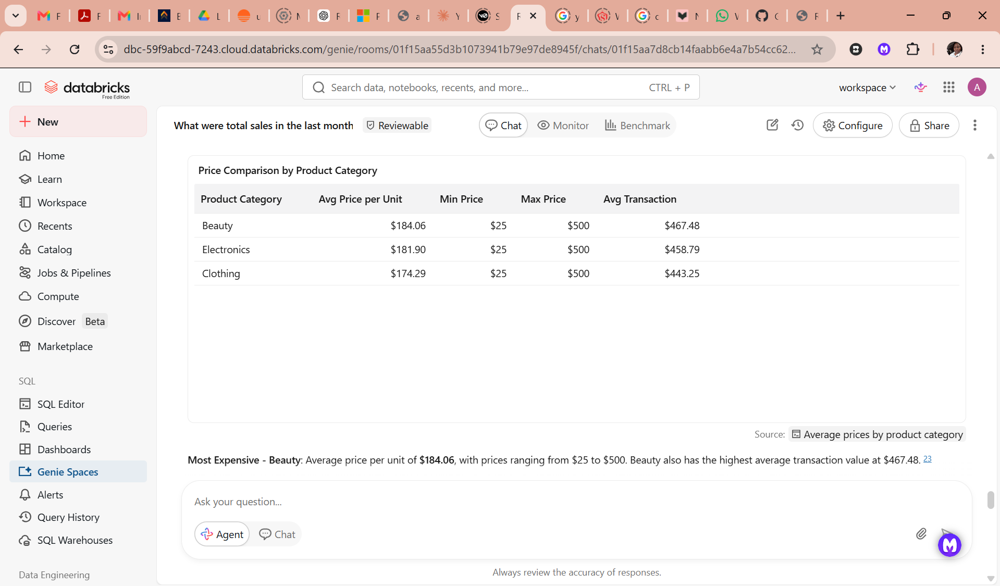 F
F
I
E
L
u
N
R
F
a
Y
S
F
y
V
c
N
V
C
F
dbc-59f9abcd-7243.cloud.databricks.com/genie/rooms/01f15aa55d3b1073941b79e97de8945f/chats/01f15aa7d8cb14faabb6e4a7b54cc62...
databricks
Free Edition
Search data, notebooks, recents, and more...
CTRL + P
workspace
A
New
Home
Learn
Workspace
Recents
Catalog
Jobs & Pipelines
Compute
Discover Beta
Marketplace
SQL
SQL Editor
Queries
Dashboards
Genie Spaces
Alerts
Query History
SQL Warehouses
Data Engineering
What were total sales in the last month
Reviewable
Chat
Monitor
Benchmark
Configure
Share
Price Comparison by Product Category
Product Category Avg Price per Unit Min Price Max Price Avg Transaction
Beauty $184.06 $25 $500 $467.48
Electronics $181.90 $25 $500 $458.79
Clothing $174.29 $25 $500 $443.25
Source: Average prices by product category
Most Expensive - Beauty: Average price per unit of $184.06, with prices ranging from $25 to $500. Beauty also has the highest average transaction value at $467.48. 23
Ask your question...
Agent
Chat
Always review the accuracy of responses.